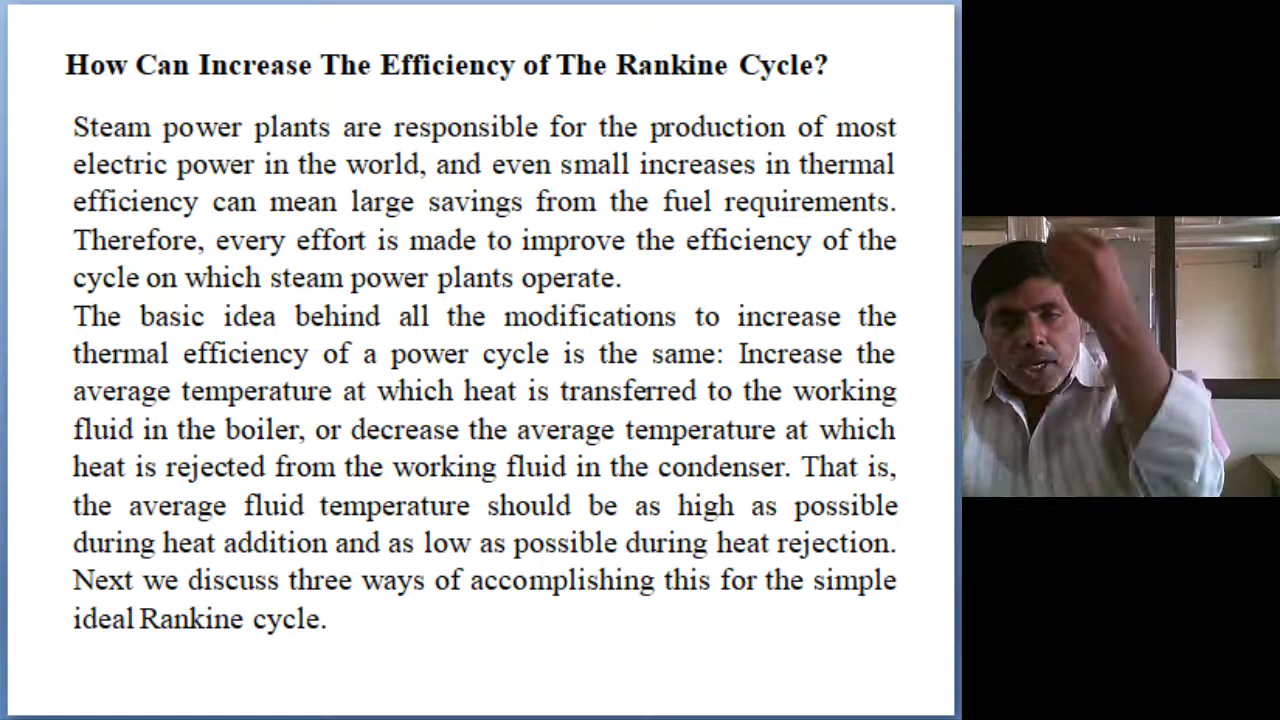 How Can Increase The Efficiency of The Rankine Cycle?
Steam power plants are responsible for the production of most
electric power in the world, and even small increases in thermal
efficiency can mean large savings from the fuel requirements.
Therefore, every effort is made to improve the efficiency of the
cycle on which steam power plants operate.
The basic idea behind all the modifications to increase the
thermal efficiency of a power cycle is the same: Increase the
average temperature at which heat is transferred to the working
fluid in the boiler, or decrease the average temperature at which
heat is rejected from the working fluid in the condenser. That is,
the average fluid temperature should be as high as possible
during heat addition and as low as possible during heat rejection.
Next we discuss three ways of accomplishing this for the simple
ideal Rankine cycle.